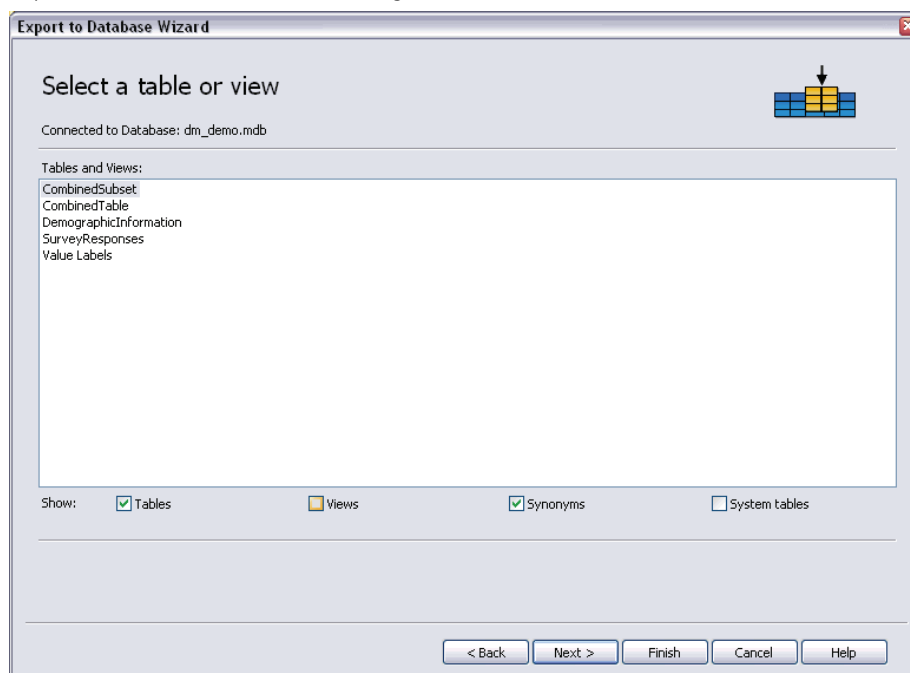 Export to Database Wizard
Select a table or view
Connected to Database: dm_demo.mdb
Tables and Views:
CombinedSubset
CombinedTable
DemographicInformation
SurveyResponses
Value Labels
Show: Tables Views Synonyms System tables
< Back Next > Finish Cancel Help